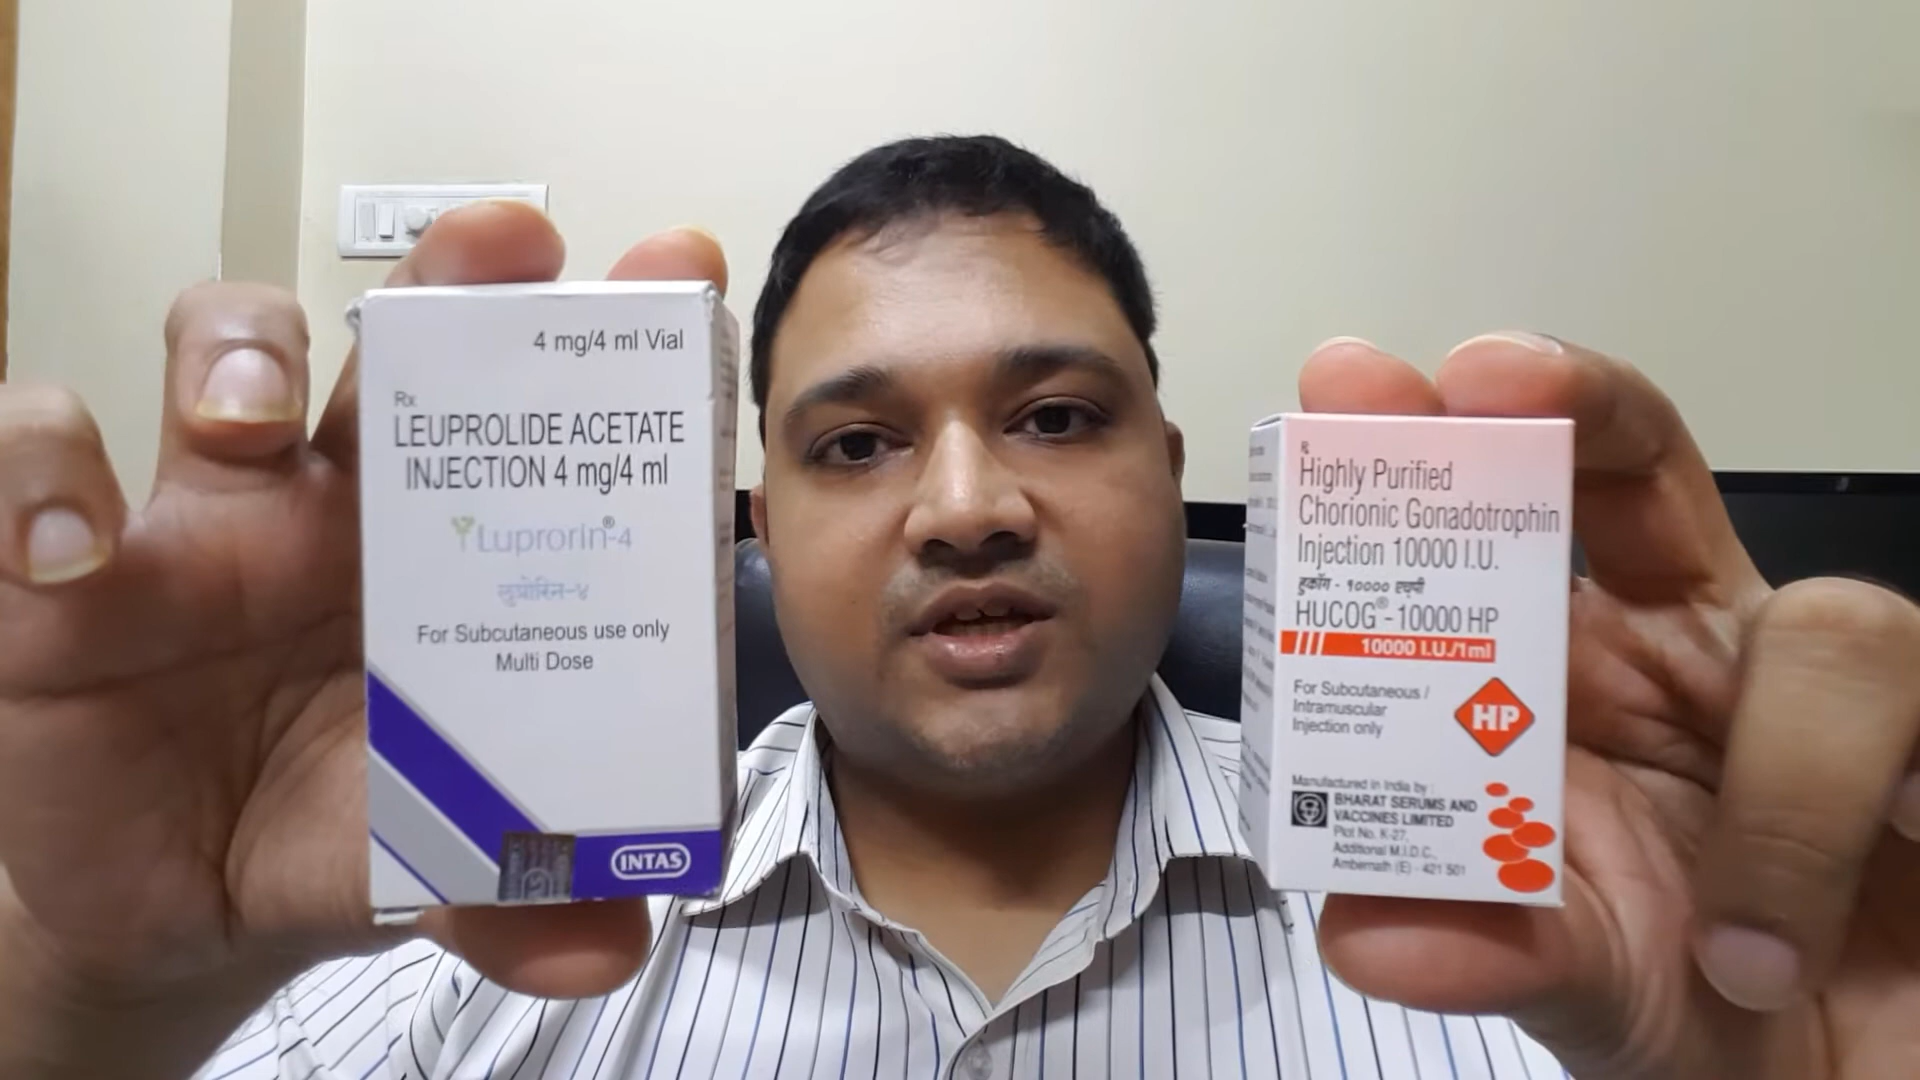 4 mg/4 ml Vial
Rx
LEUPROLIDE ACETATE
INJECTION 4 mg/4 ml
Luprorin®-4
लुप्रोरिन-४
For Subcutaneous use only
Multi Dose
INTAS
Rx
Highly Purified
Chorionic Gonadotrophin
Injection 10000 I.U.
हुकॉग - १०००० एचपी
HUCOG® - 10000 HP
10000 I.U./1ml
For Subcutaneous /
Intramuscular
Injection only
HP
Manufactured in India by :
BHARAT SERUMS AND
VACCINES LIMITED
Plot No. K-27,
Additional M.I.D.C.,
Ambernath (E) - 421 501